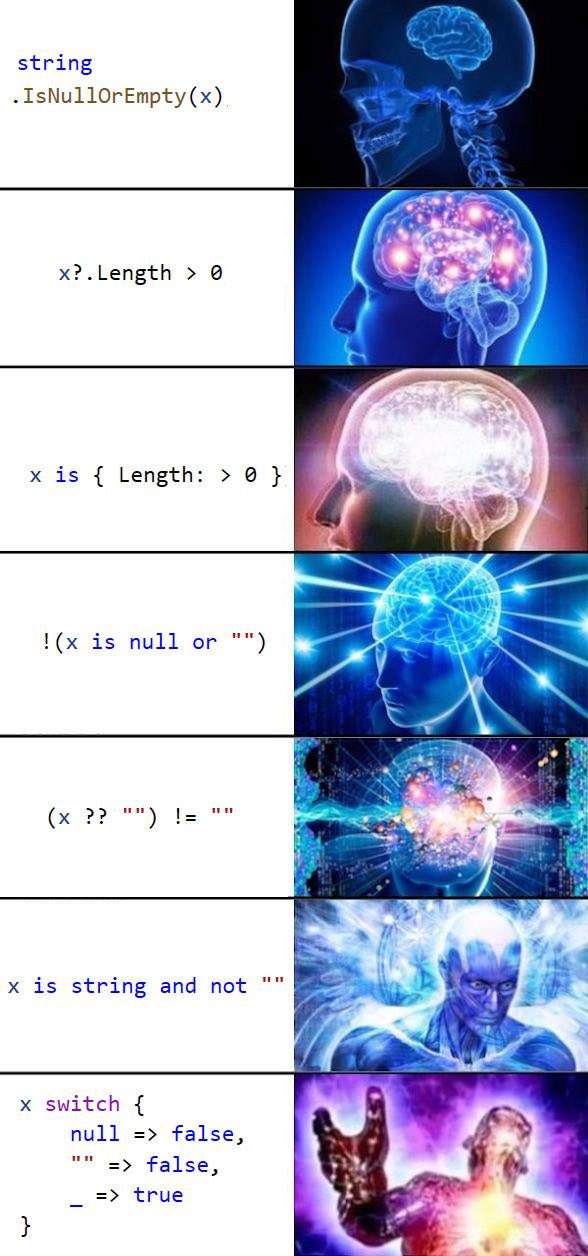 string
.IsNullOrEmpty(x)
x?.Length > 0
x is { Length: > 0 }
!(x is null or "")
(x ?? "") != ""
x is string and not ""
x switch {
    null => false,
    "" => false,
    _ => true
}